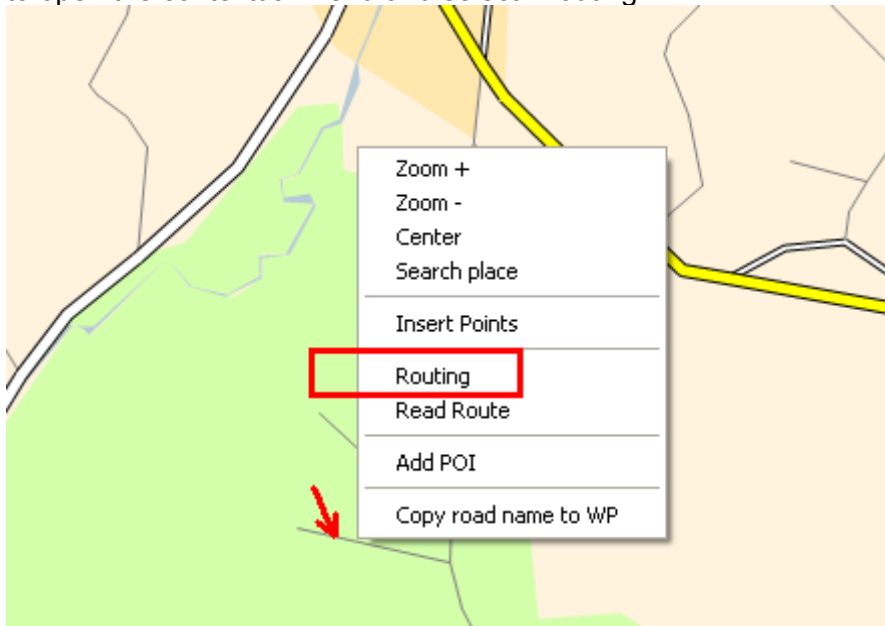 Zoom +
Zoom -
Center
Search place
Insert Points
Routing
Read Route
Add POI
Copy road name to WP